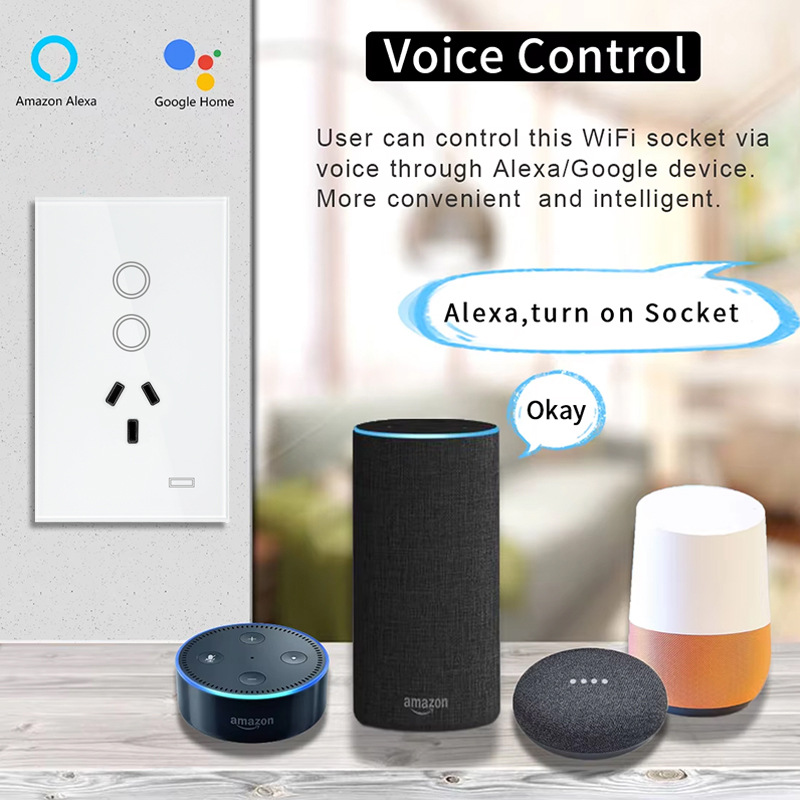 Voice Control
Amazon Alexa
Google Home
User can control this WiFi socket via
voice through Alexa/Google device.
More convenient and intelligent.
Alexa,turn on Socket
Okay
amazon
amazon